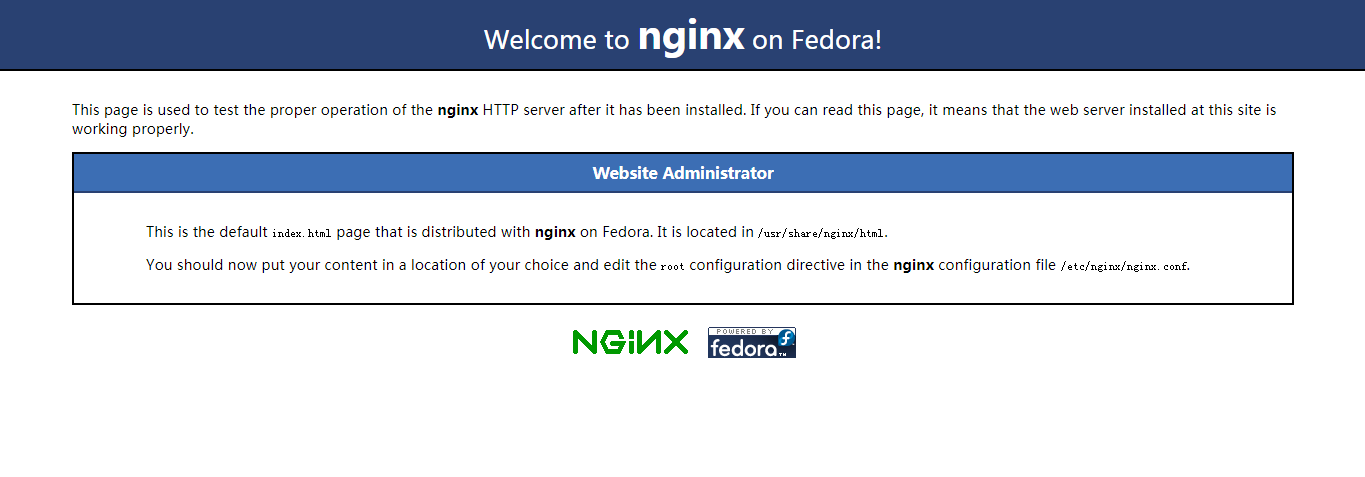 Welcome to nginx on Fedora!
This page is used to test the proper operation of the nginx HTTP server after it has been installed. If you can read this page, it means that the web server installed at this site is
working properly.
Website Administrator
This is the default index.html page that is distributed with nginx on Fedora. It is located in /usr/share/nginx/html.
You should now put your content in a location of your choice and edit the root configuration directive in the nginx configuration file /etc/nginx/nginx.conf.
NGINX
POWERED BY
fedora™